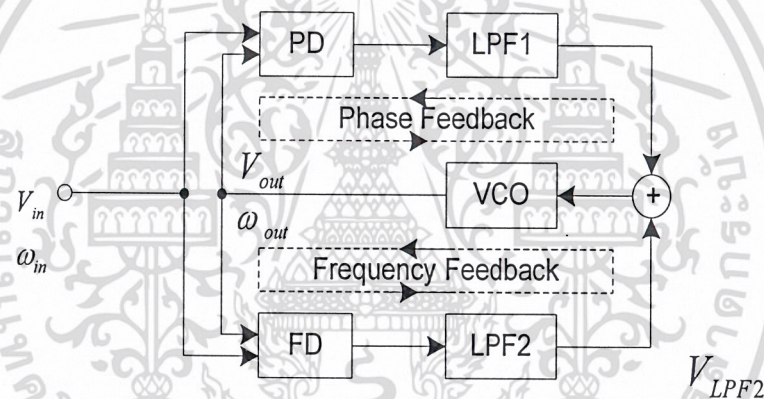 PD
LPF1
Phase Feedback
V_in
V_out
VCO
+
ω_in
ω_out
Frequency Feedback
FD
LPF2
V_LPF2